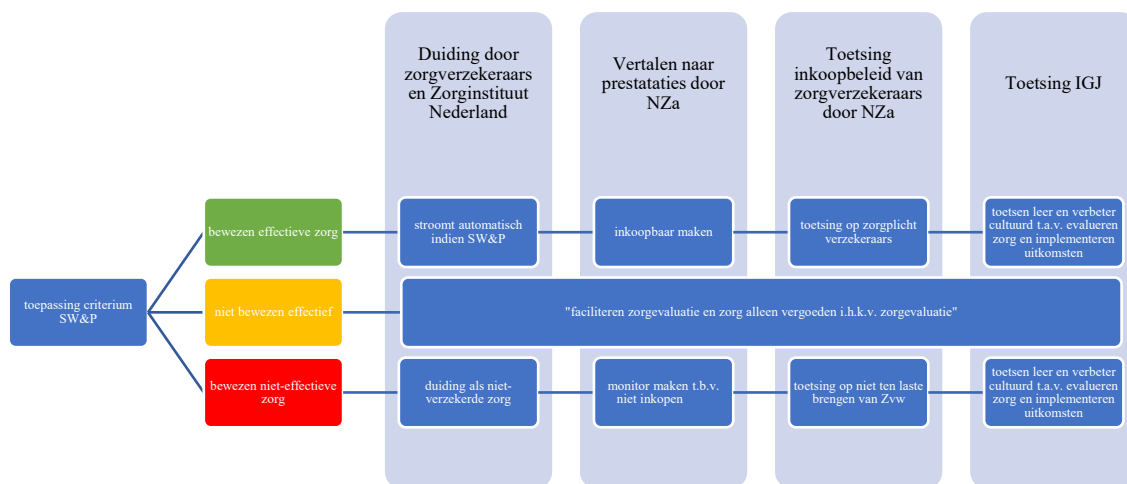 Duiding door
zorgverzekeraars
en Zorginstituut
Nederland
Vertalen naar
prestataties door
NZa
Toetsing
inkoopbeleid van
zorgverzekeraars
door NZa
Toetsing IGJ
toepassing criterium
SW&P
bewezen effectieve zorg
stroomt automatisch
indien SW&P
inkoopbaar maken
toetsing op zorgplicht
verzekeraars
toetsen leer en verbeter
cultuurd t.a.v. evalueren
zorg en implementeren
uitkomsten
niet bewezen effectief
"faciliteren zorgevaluatie en zorg alleen vergoeden i.h.k.v. zorgevaluatie"
bewezen niet-effectieve
zorg
duiding als niet-
verzekerde zorg
monitor maken t.b.v.
niet inkopen
toetsing op niet ten laste
brengen van Zvw
toetsen leer en verbeter
cultuurd t.a.v. evalueren
zorg en implementeren
uitkomsten